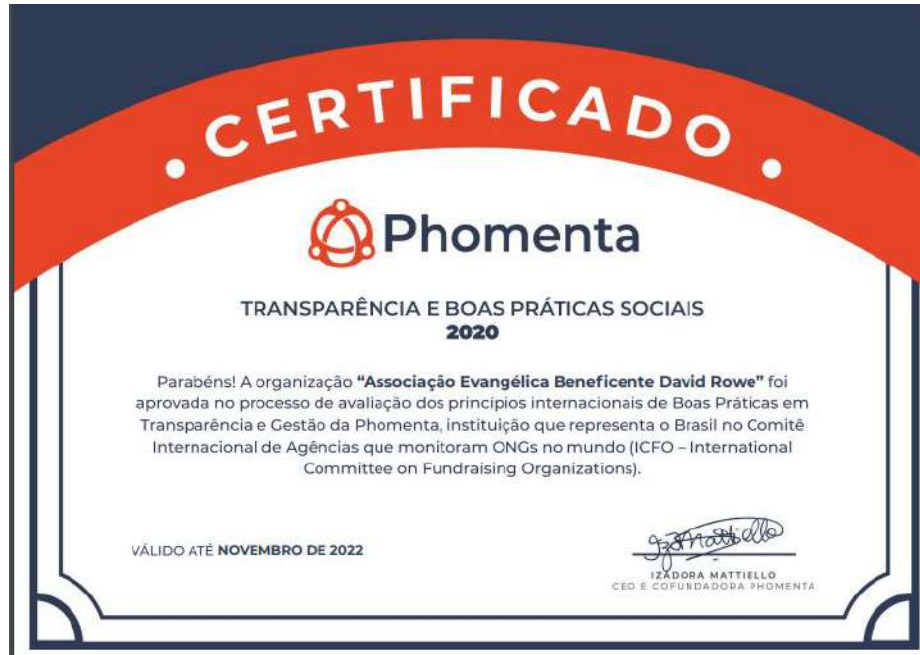 • CERTIFICADO •
Phomenta
TRANSPARÊNCIA E BOAS PRÁTICAS SOCIAIS
2020
Parabéns! A organização “Associação Evangélica Beneficente David Rowe” foi
aprovada no processo de avaliação dos princípios internacionais de Boas Práticas em
Transparência e Gestão da Phomenta, instituição que representa o Brasil no Comitê
Internacional de Agências que monitoram ONGs no mundo (ICFO – International
Committee on Fundraising Organizations).
VÁLIDO ATÉ NOVEMBRO DE 2022
Iza Mattiello
IZADORA MATTIELLO
CEO E COFUNDADORA PHOMENTA